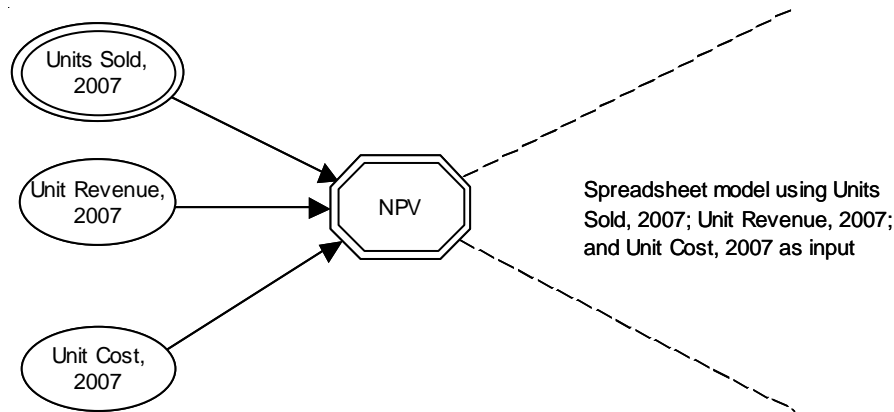 Units Sold,
2007
Unit Revenue,
2007
NPV
Spreadsheet model using Units
Sold, 2007; Unit Revenue, 2007;
and Unit Cost, 2007 as input
Unit Cost,
2007